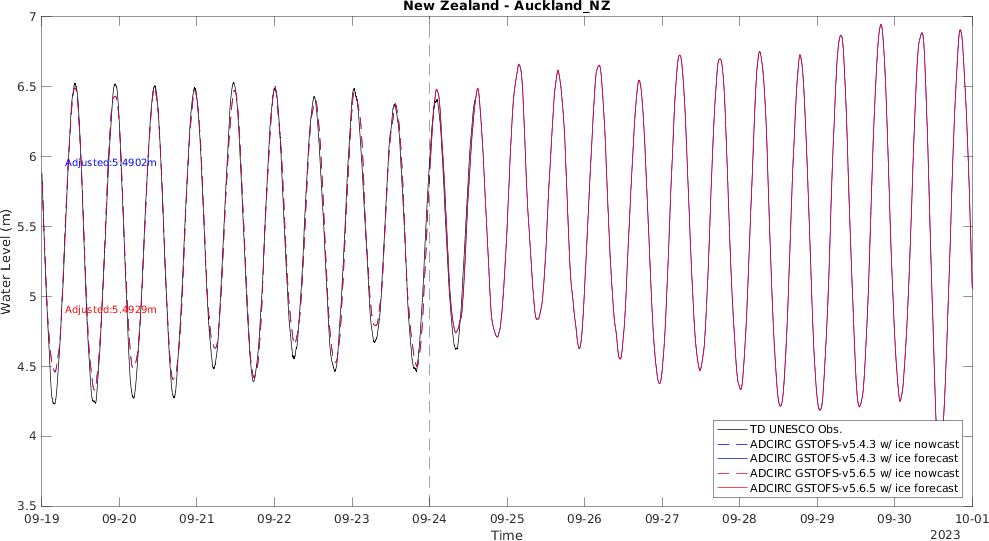 New Zealand - Auckland_NZ
7
6.5
6
5.5
5
4.5
4
3.5
Water Level (m)
Adjusted:5.4902m
Adjusted:5.4929m
TD UNESCO Obs.
ADCIRC GSTOFS-v5.4.3 w/ ice nowcast
ADCIRC GSTOFS-v5.4.3 w/ ice forecast
ADCIRC GSTOFS-v5.6.5 w/ ice nowcast
ADCIRC GSTOFS-v5.6.5 w/ ice forecast
09-19 09-20 09-21 09-22 09-23 09-24 09-25 09-26 09-27 09-28 09-29 09-30 10-01
Time
2023